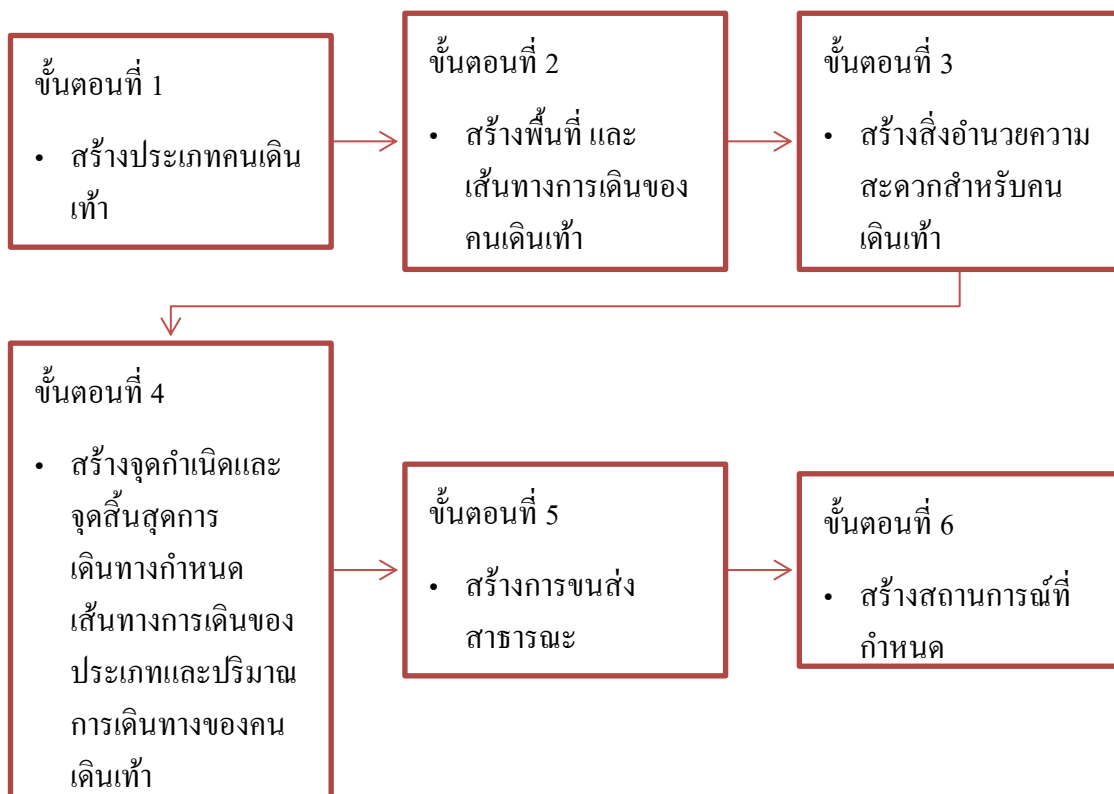 ขั้นตอนที่ 1
• สร้างประเภทคนเดิน
เท้า
ขั้นตอนที่ 2
• สร้างพื้นที่ และ
เส้นทางการเดินของ
คนเดินเท้า
ขั้นตอนที่ 3
• สร้างสิ่งอำนวยความ
สะดวกสำหรับคน
เดินเท้า
ขั้นตอนที่ 4
• สร้างจุดกำเนิดและ
จุดสิ้นสุดการ
เดินทางกำหนด
เส้นทางการเดินของ
ประเภทและปริมาณ
การเดินทางของคน
เดินเท้า
ขั้นตอนที่ 5
• สร้างการขนส่ง
สาธารณะ
ขั้นตอนที่ 6
• สร้างสถานการณ์ที่
กำหนด